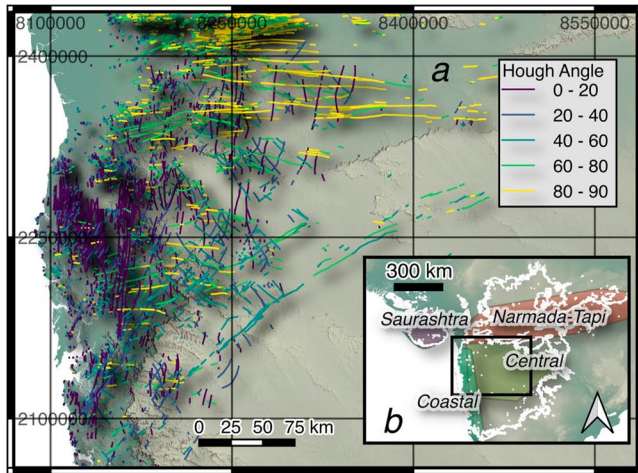 8100000 8250000 8400000 8550000
2400000
a
Hough Angle
0 - 20
20 - 40
40 - 60
60 - 80
80 - 90
2250000
300 km
Saurashtra
Narmada-Tapi
Central
Coastal
b
2100000
0 25 50 75 km